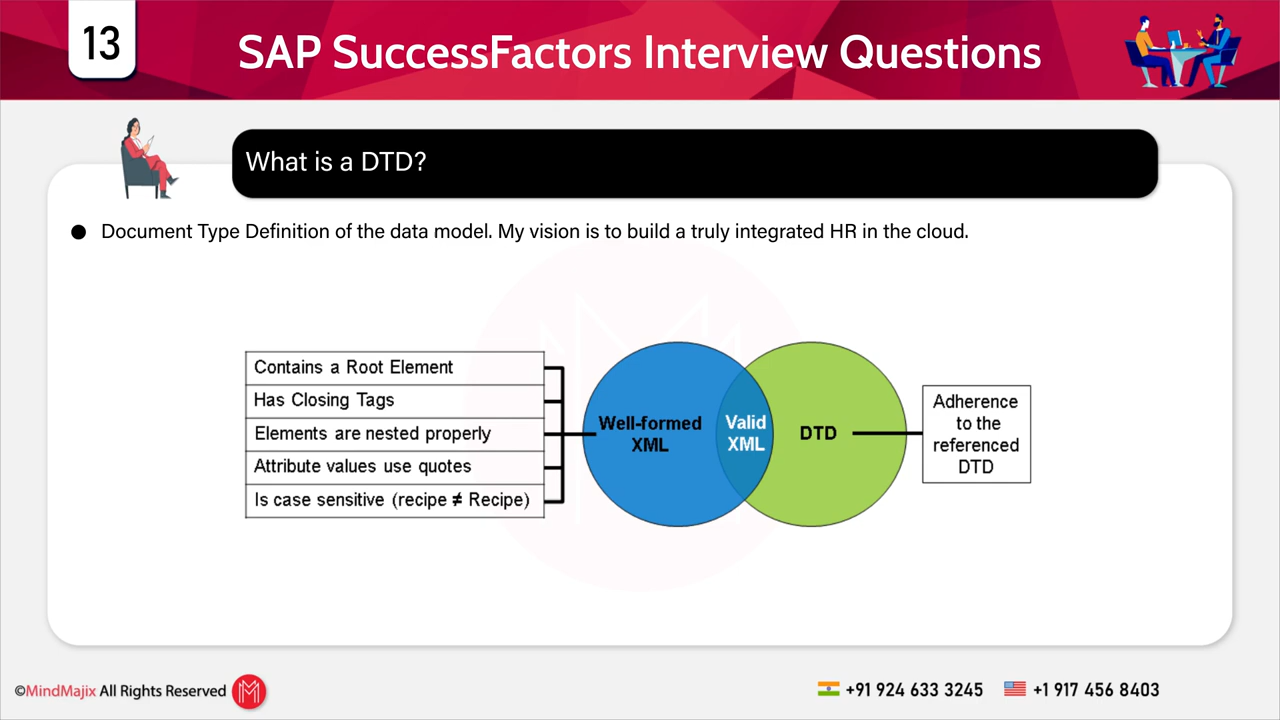 13
SAP SuccessFactors Interview Questions
What is a DTD?
● Document Type Definition of the data model. My vision is to build a truly integrated HR in the cloud.
Contains a Root Element
Has Closing Tags
Elements are nested properly
Attribute values use quotes
Is case sensitive (recipe ≠ Recipe)
Well-formed
XML
Valid
XML
DTD
Adherence
to the
referenced
DTD
©MindMajix All Rights Reserved
+91 924 633 3245
+1 917 456 8403